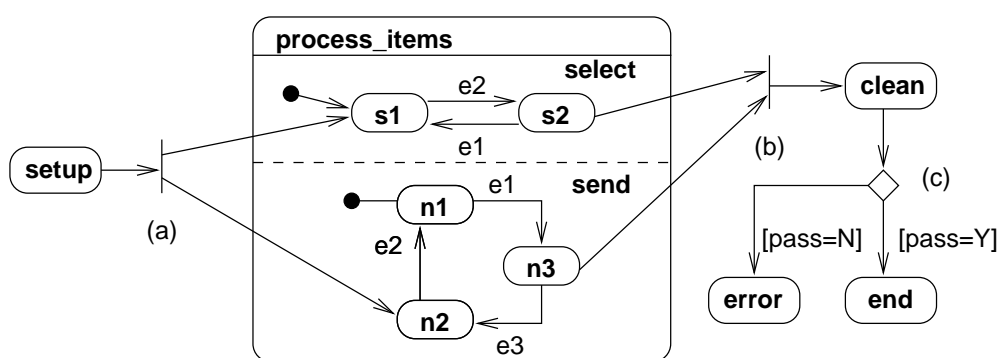 process_items
select
e2
s1
s2
e1
clean
(b)
setup
send
(c)
(a)
n1
e1
e2
n3
[pass=N]
[pass=Y]
n2
e3
error
end